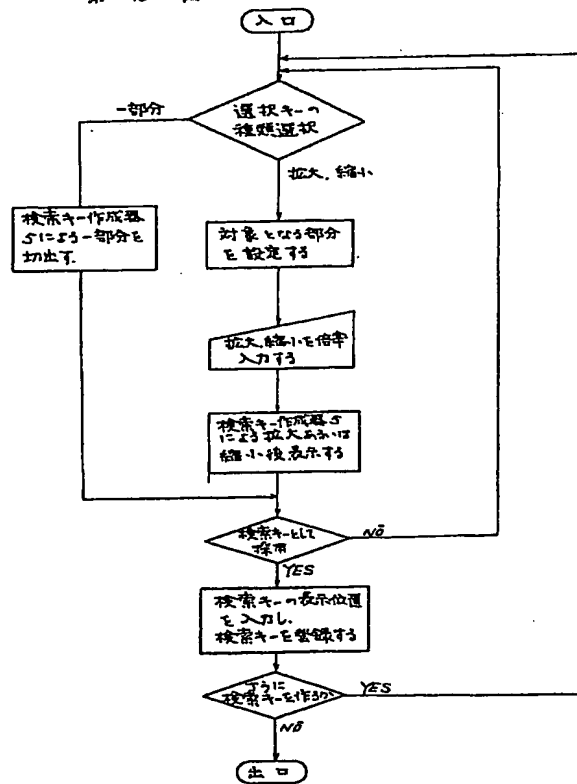 入口
選択キーの
種類選択
一部分
拡大,縮小
検索キー作成器
5による一部分を
切出す.
対象となる部分
を設定する
拡大,縮小を倍率
入力する
検索キー作成器5
による拡大あるいは
縮小後表示する
検索キーとして
採用
NO
YES
検索キーの表示位置
を入力し,
検索キーを登録する
検索キーを作るか
YES
NO
出口